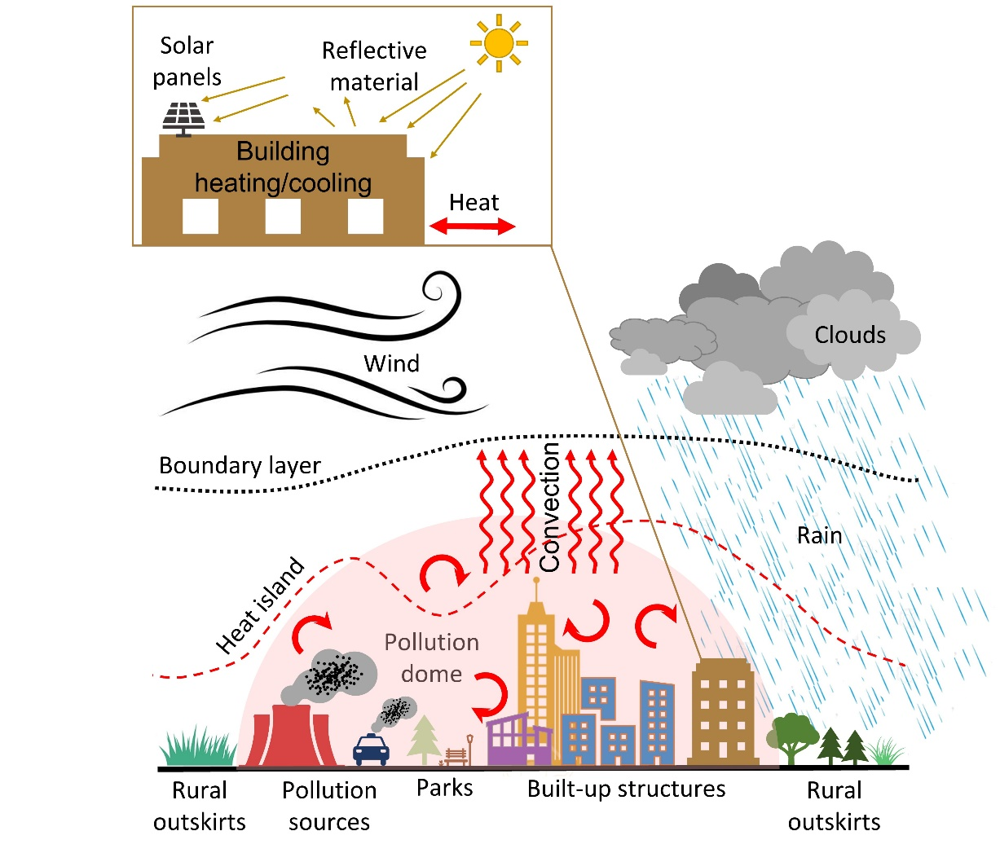 Solar
panels
Reflective
material
Building
heating/cooling
Heat
Wind
Clouds
Boundary layer
Convection
Rain
Heat island
Pollution
dome
Rural
outskirts
Pollution
sources
Parks
Built-up structures
Rural
outskirts